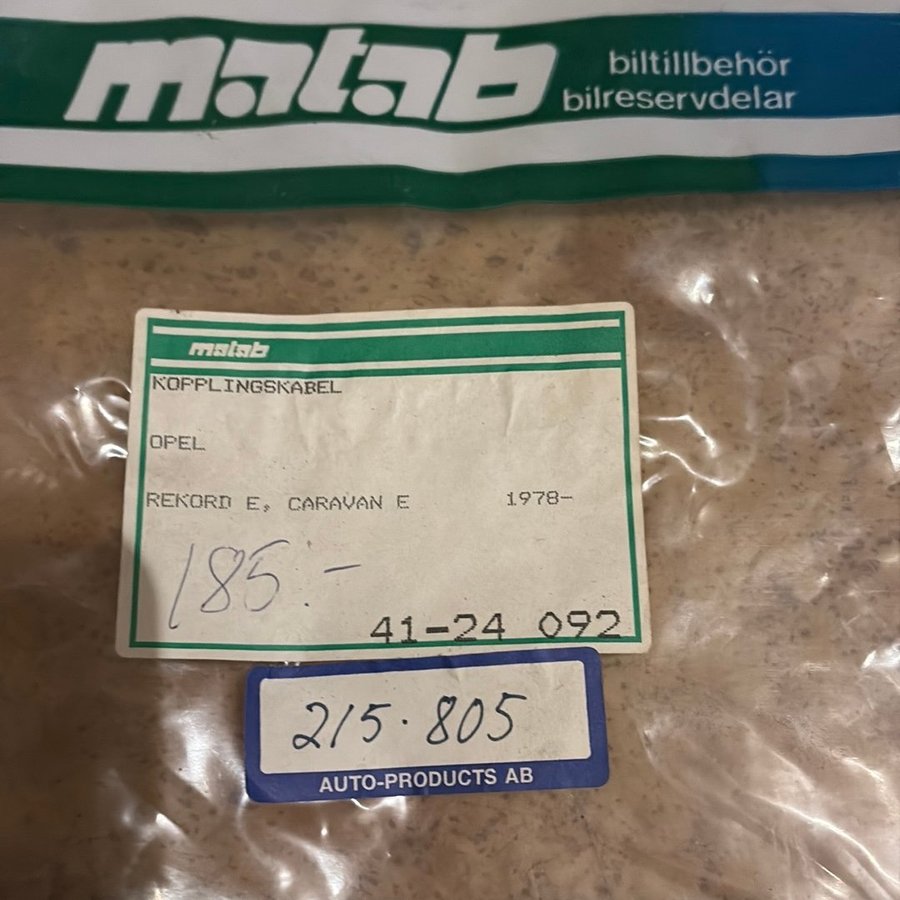 matab
biltillbehör
bilreservdelar
matab
KOPPLINGSKABEL
OPEL
REKORD E, CARAVAN E 1978-
185.-
41-24 092
215.805
AUTO-PRODUCTS AB